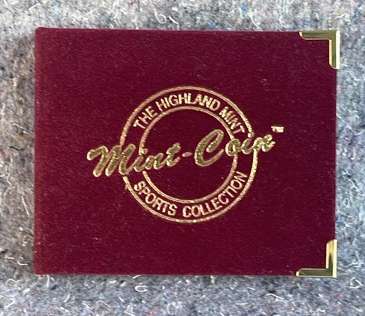 THE HIGHLAND MINT
Mint-Coin™
SPORTS COLLECTION